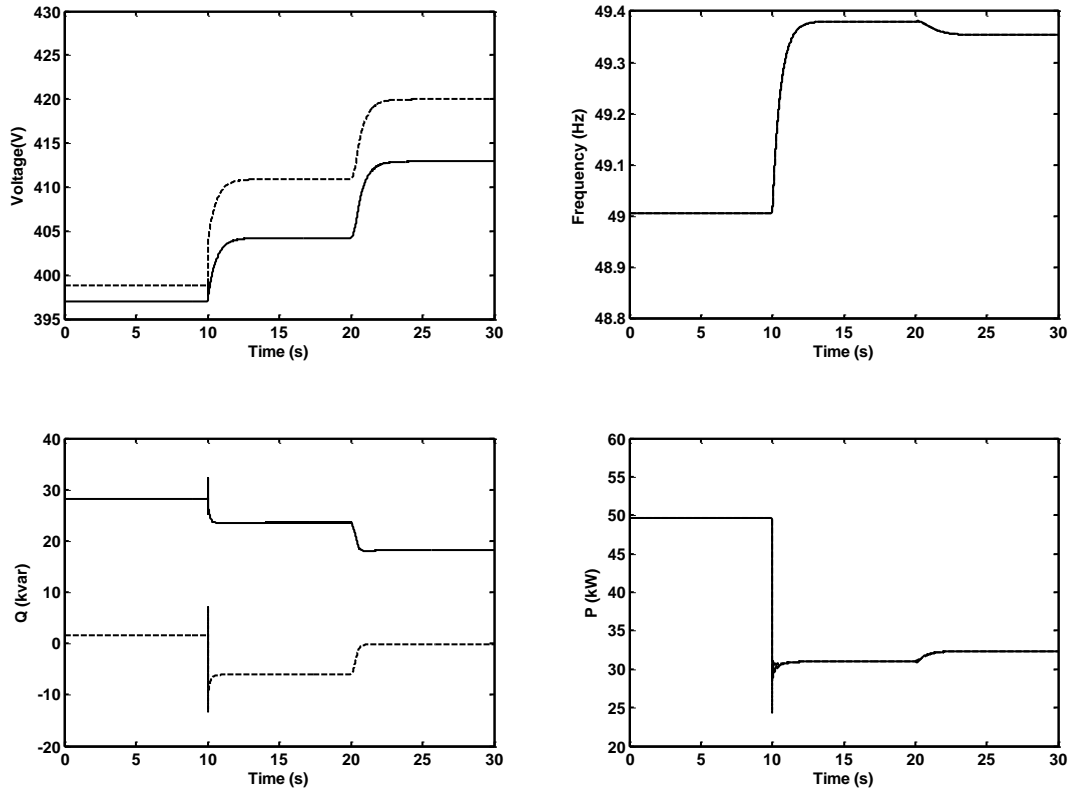 430
425
420
415
410
405
400
395
Voltage(V)
0 5 10 15 20 25 30
Time (s)
49.4
49.3
49.2
49.1
49
48.9
48.8
Frequency (Hz)
0 5 10 15 20 25 30
Time (s)
40
30
20
10
0
-10
-20
Q (kvar)
0 5 10 15 20 25 30
Time (s)
60
55
50
45
40
35
30
25
20
P (kW)
0 5 10 15 20 25 30
Time (s)